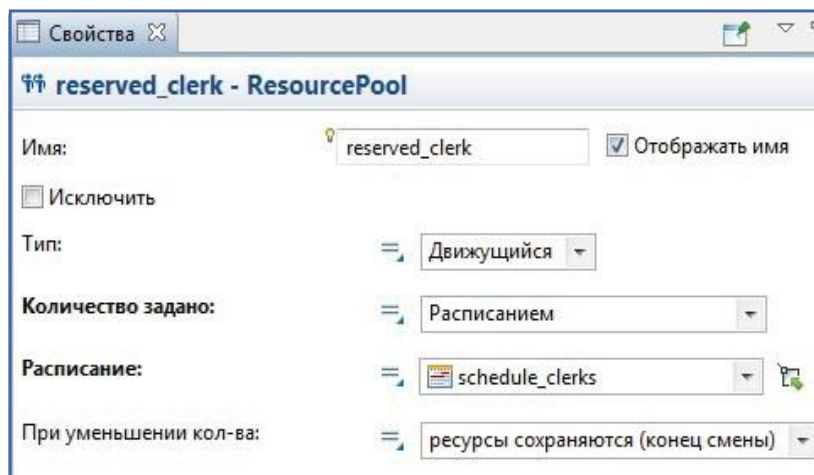 Свойства
reserved_clerk - ResourcePool
Имя: reserved_clerk Отображать имя
Исключить
Тип: Движущийся
Количество задано: Расписанием
Расписание: schedule_clerks
При уменьшении кол-ва: ресурсы сохраняются (конец смены)